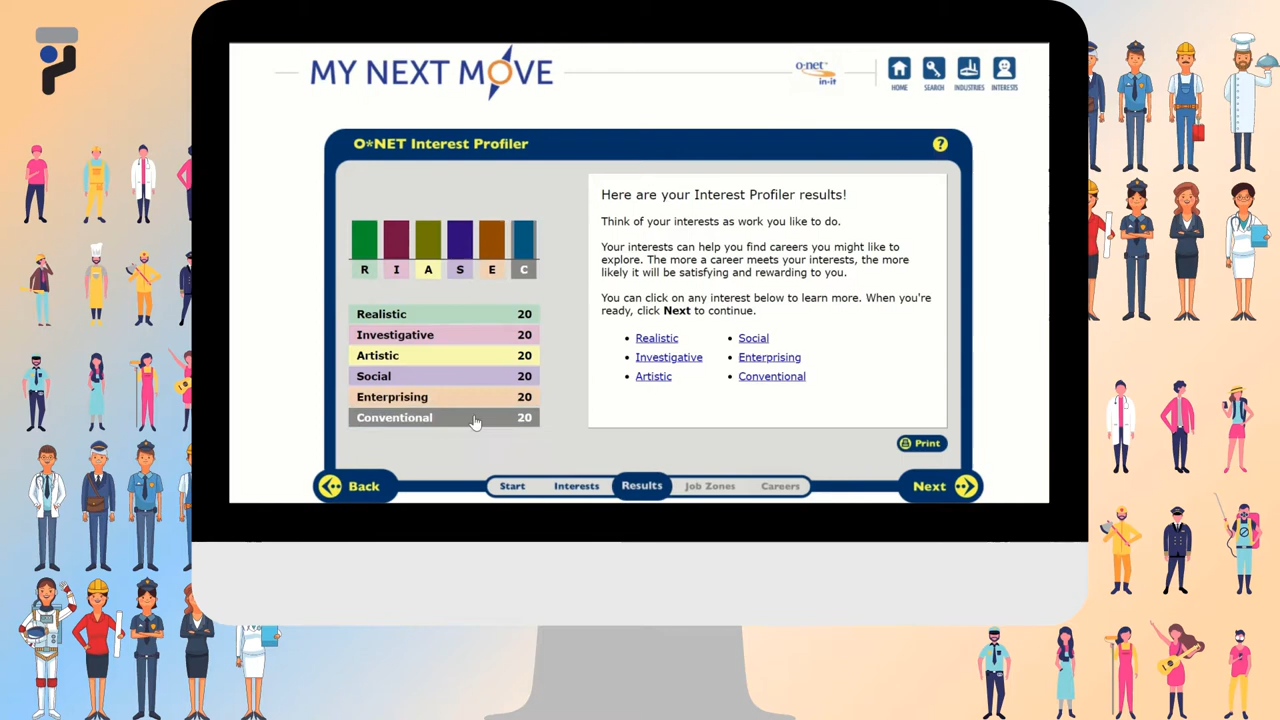 MY NEXT MOVE
o·net
in-it
HOME
SEARCH
INDUSTRIES
INTERESTS
O*NET Interest Profiler
?
R I A S E C
Realistic 20
Investigative 20
Artistic 20
Social 20
Enterprising 20
Conventional 20
Here are your Interest Profiler results!
Think of your interests as work you like to do.
Your interests can help you find careers you might like to
explore. The more a career meets your interests, the more
likely it will be satisfying and rewarding to you.
You can click on any interest below to learn more. When you're
ready, click Next to continue.
• Realistic
• Investigative
• Artistic
• Social
• Enterprising
• Conventional
Print
Back
Start
Interests
Results
Job Zones
Careers
Next